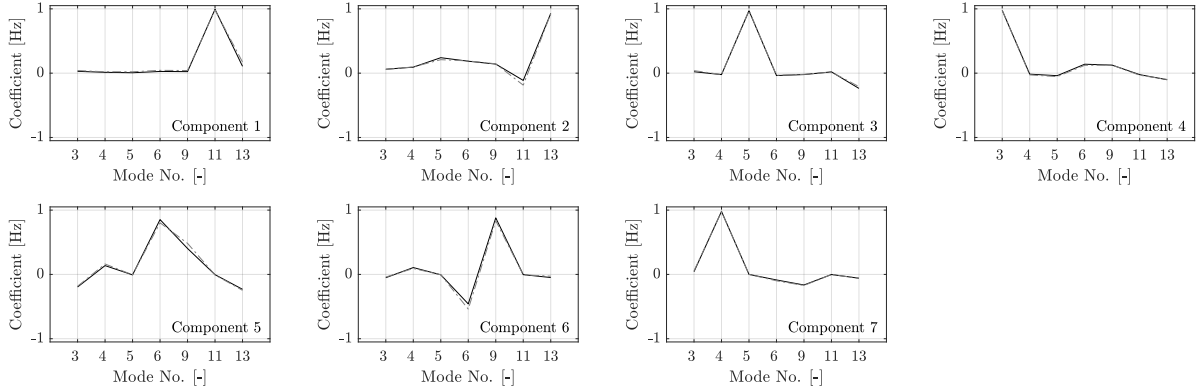 Coefficient [Hz]
1
0
-1
Component 1
3 4 5 6 9 11 13
Mode No. [-]
Coefficient [Hz]
1
0
-1
Component 2
3 4 5 6 9 11 13
Mode No. [-]
Coefficient [Hz]
1
0
-1
Component 3
3 4 5 6 9 11 13
Mode No. [-]
Coefficient [Hz]
1
0
-1
Component 4
3 4 5 6 9 11 13
Mode No. [-]
Coefficient [Hz]
1
0
-1
Component 5
3 4 5 6 9 11 13
Mode No. [-]
Coefficient [Hz]
1
0
-1
Component 6
3 4 5 6 9 11 13
Mode No. [-]
Coefficient [Hz]
1
0
-1
Component 7
3 4 5 6 9 11 13
Mode No. [-]